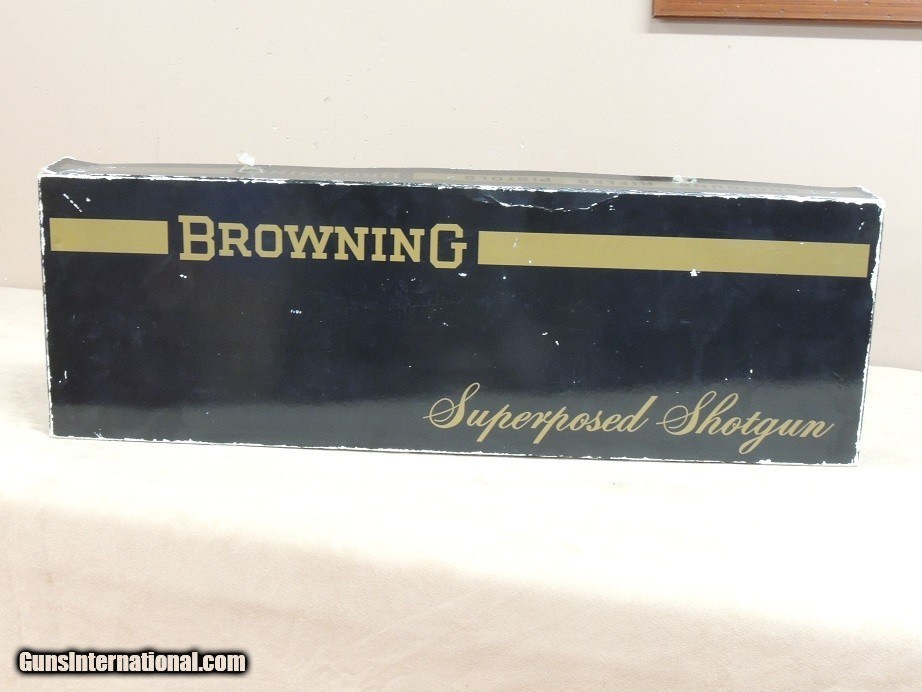 BROWNING
Superposed Shotgun
GunsInternational.com